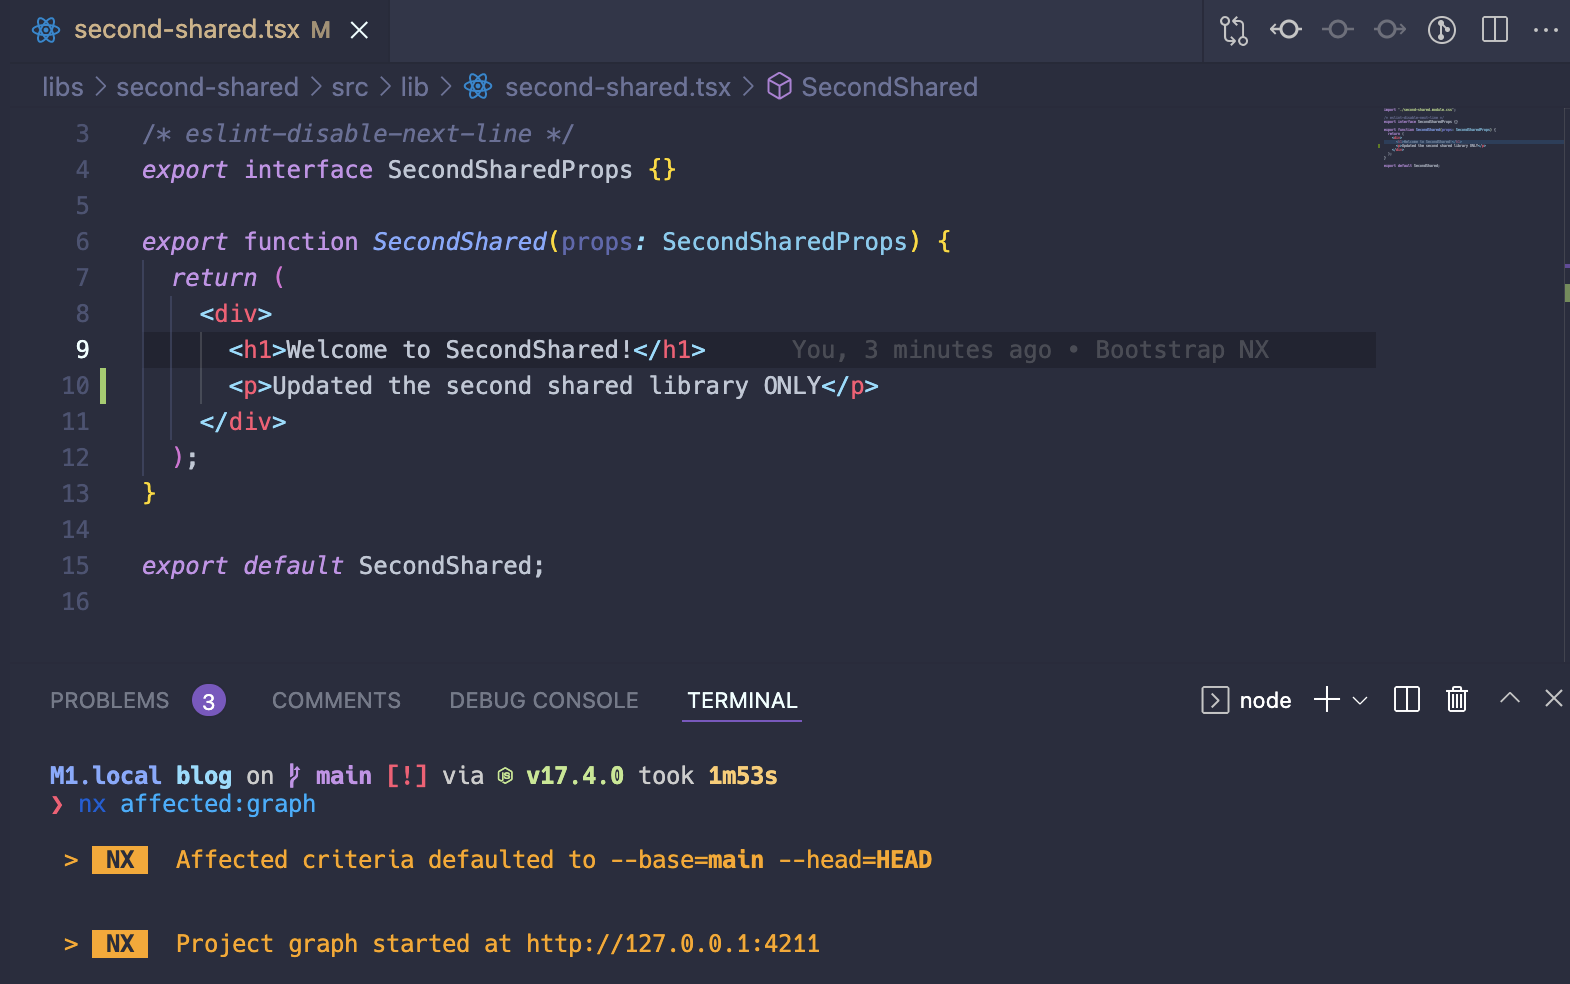 second-shared.tsx M
libs > second-shared > src > lib > second-shared.tsx > SecondShared
3 /* eslint-disable-next-line */
4 export interface SecondSharedProps {}
5
6 export function SecondShared(props: SecondSharedProps) {
7 return (
8 <div>
9 <h1>Welcome to SecondShared!</h1> You, 3 minutes ago • Bootstrap NX
10 <p>Updated the second shared library ONLY</p>
11 </div>
12 );
13 }
14
15 export default SecondShared;
16
PROBLEMS 3 COMMENTS DEBUG CONSOLE TERMINAL node
M1.local blog on main [!] via v17.4.0 took 1m53s
❯ nx affected:graph
> NX Affected criteria defaulted to --base=main --head=HEAD
> NX Project graph started at http://127.0.0.1:4211